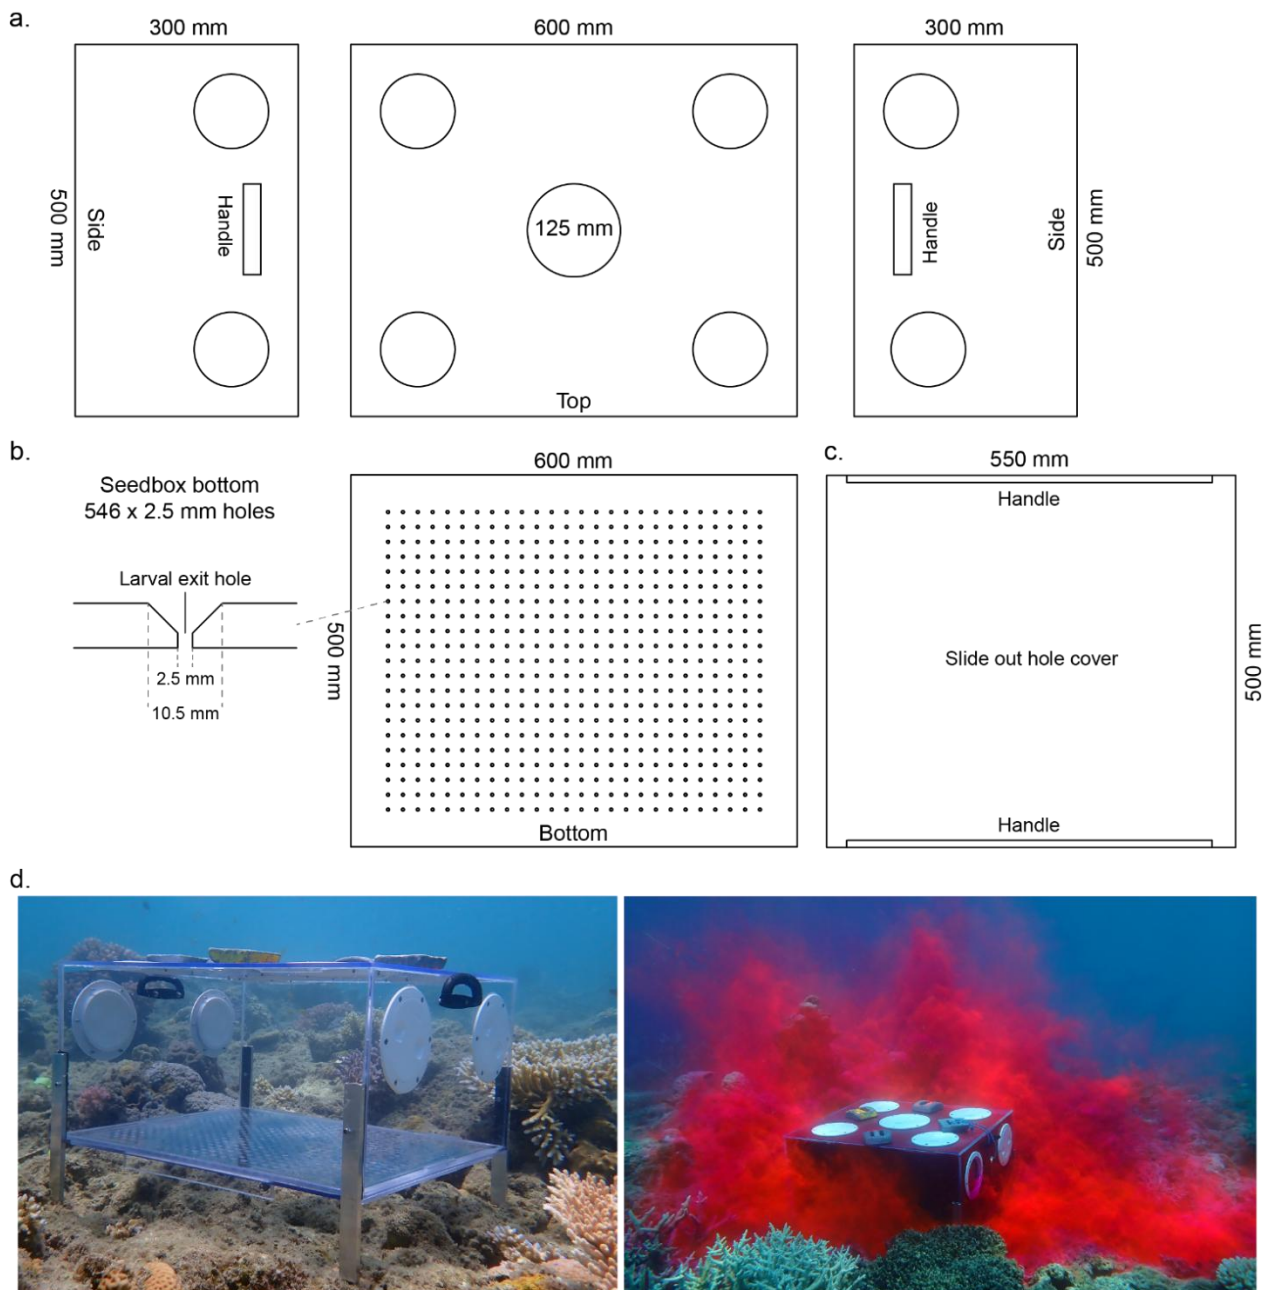 a.
300 mm
600 mm
300 mm
500 mm
Side
Handle
125 mm
Top
Handle
Side
500 mm
b.
Seedbox bottom
546 x 2.5 mm holes
Larval exit hole
2.5 mm
10.5 mm
600 mm
500 mm
Bottom
c.
550 mm
Handle
Slide out hole cover
500 mm
Handle
d.